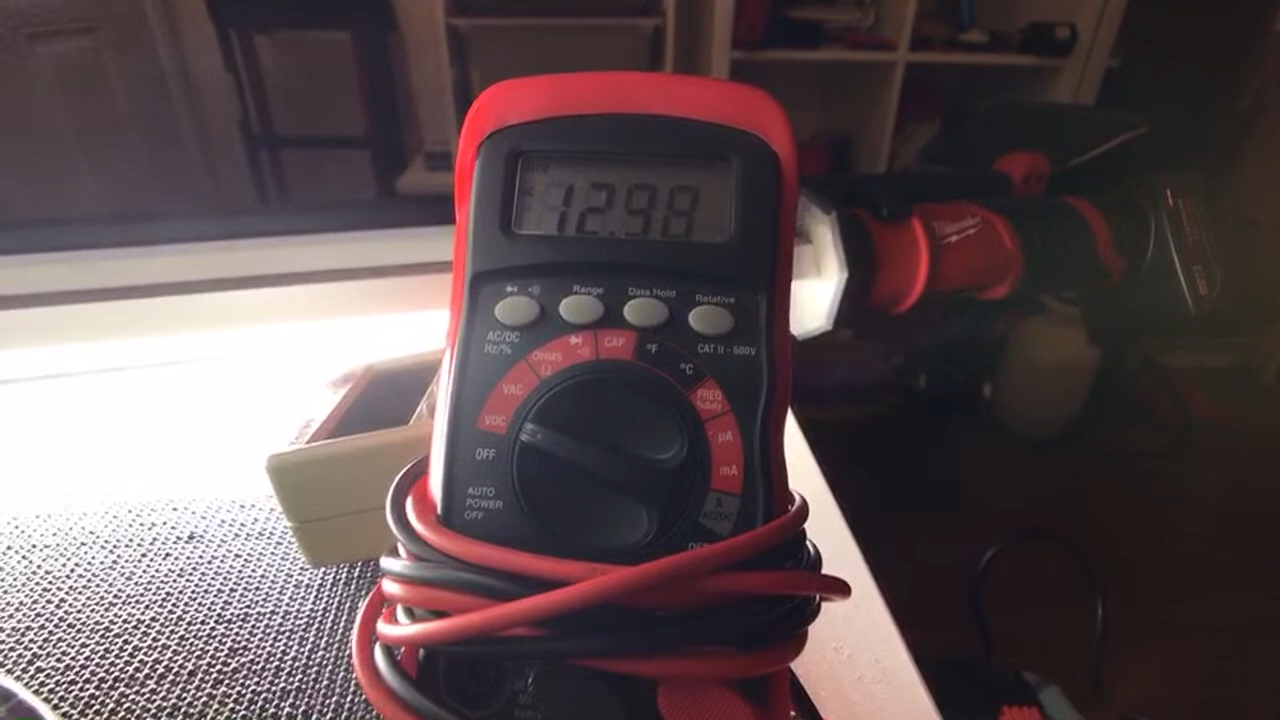 12.98
Range
Data Hold
Relative
AC/DC
Hz/%
CAT II - 600V
OHMS
Ω
CAP
°F
°C
VAC
VDC
FREQ
%duty
µA
mA
A
AC/DC
OFF
AUTO
POWER
OFF
Milwaukee